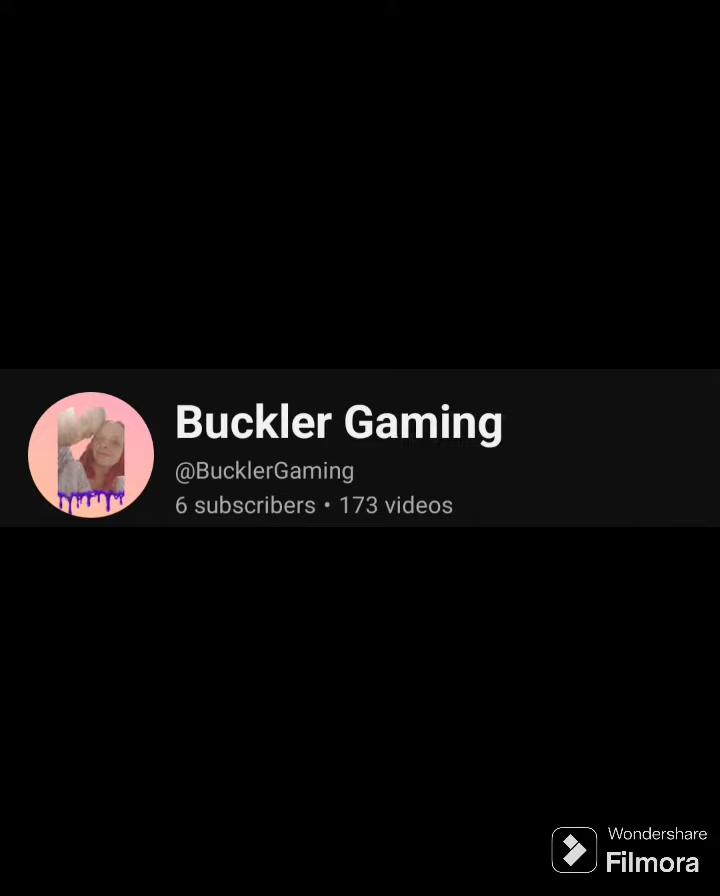 Buckler Gaming
@BucklerGaming
6 subscribers • 173 videos
Wondershare
Filmora